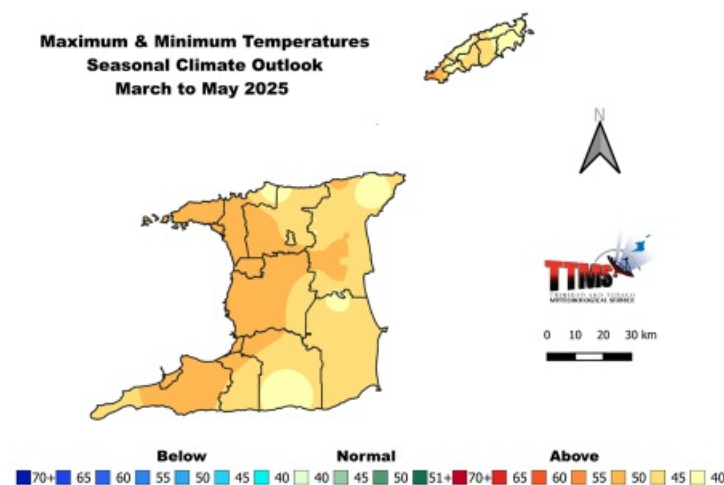 Maximum & Minimum Temperatures
Seasonal Climate Outlook
March to May 2025
N
TTMS
TRINIDAD AND TOBAGO
METEOROLOGICAL SERVICE
0 10 20 30 km
Below Normal Above
70+ 65 60 55 50 45 40 40 45 50 51+ 70+ 65 60 55 50 45 40